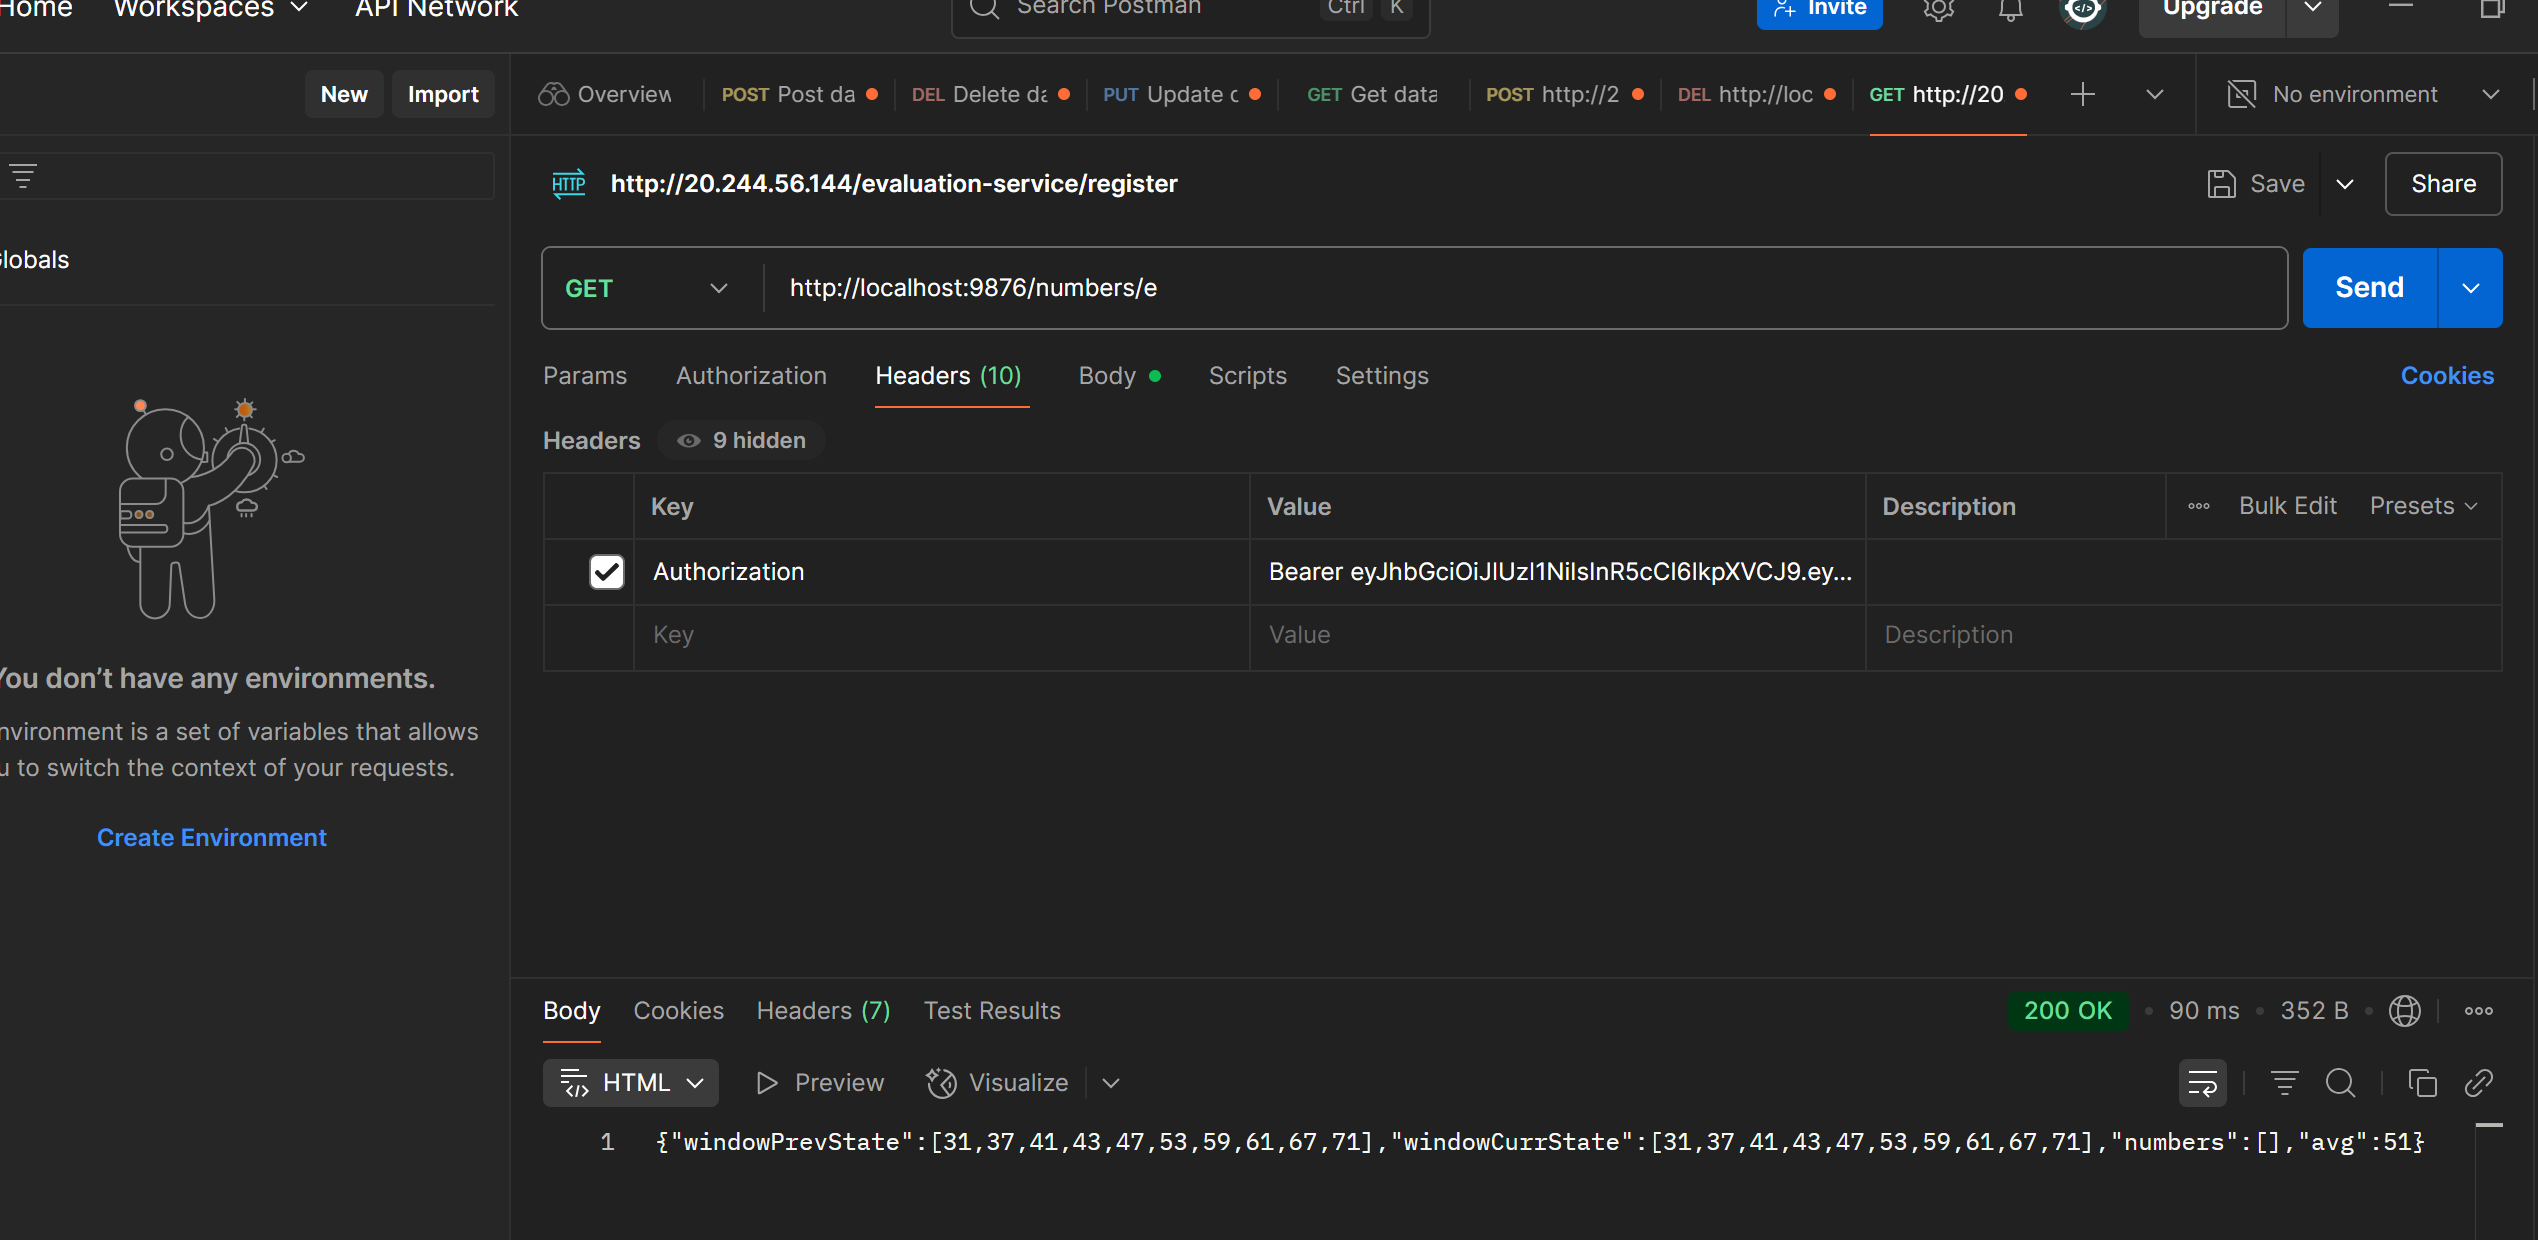 Home Workspaces API Network Search Postman Ctrl K Invite Upgrade
New Import Overview POST Post da DEL Delete da PUT Update c GET Get data POST http://2 DEL http://loc GET http://20 No environment
HTTP http://20.244.56.144/evaluation-service/register Save Share
Globals
GET http://localhost:9876/numbers/e Send
Params Authorization Headers (10) Body Scripts Settings Cookies
Headers 9 hidden
Key Value Description Bulk Edit Presets
Authorization Bearer eyJhbGciOiJIUzI1NiIsInR5cCI6IkpXVCJ9.ey...
Key Value Description
You don't have any environments.
nvironment is a set of variables that allows
u to switch the context of your requests.
Create Environment
Body Cookies Headers (7) Test Results 200 OK 90 ms 352 B
HTML Preview Visualize
1 {"windowPrevState":[31,37,41,43,47,53,59,61,67,71],"windowCurrState":[31,37,41,43,47,53,59,61,67,71],"numbers":[],"avg":51}